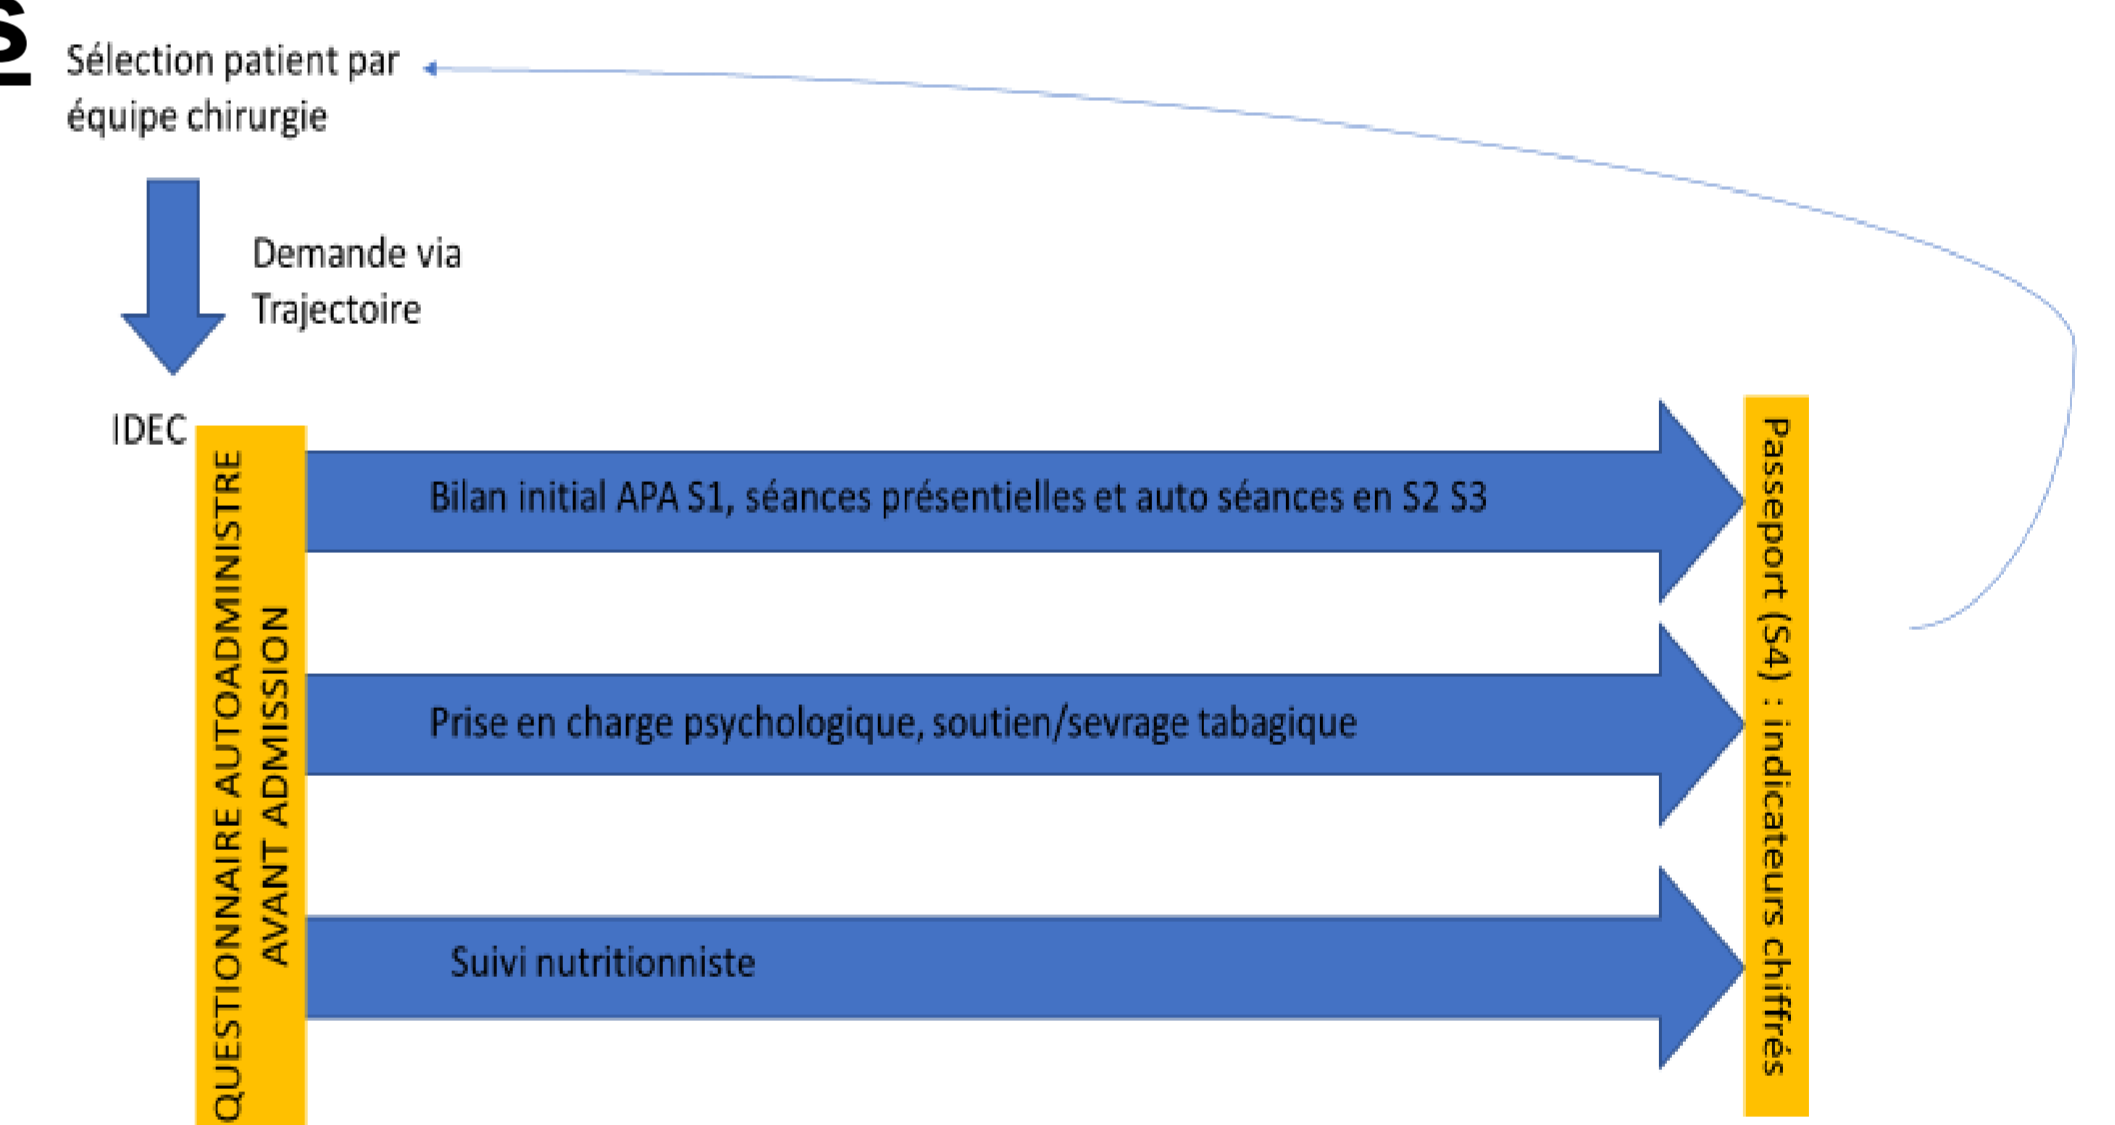 s
Sélection patient par
équipe chirurgie
Demande via
Trajectoire
IDEC
QUESTIONNAIRE AUTOADMINISTRE
AVANT ADMISSION
Bilan initial APA S1, séances présentielles et auto séances en S2 S3
Prise en charge psychologique, soutien/sevrage tabagique
Suivi nutritionniste
Passeport (S4) : indicateurs chiffrés